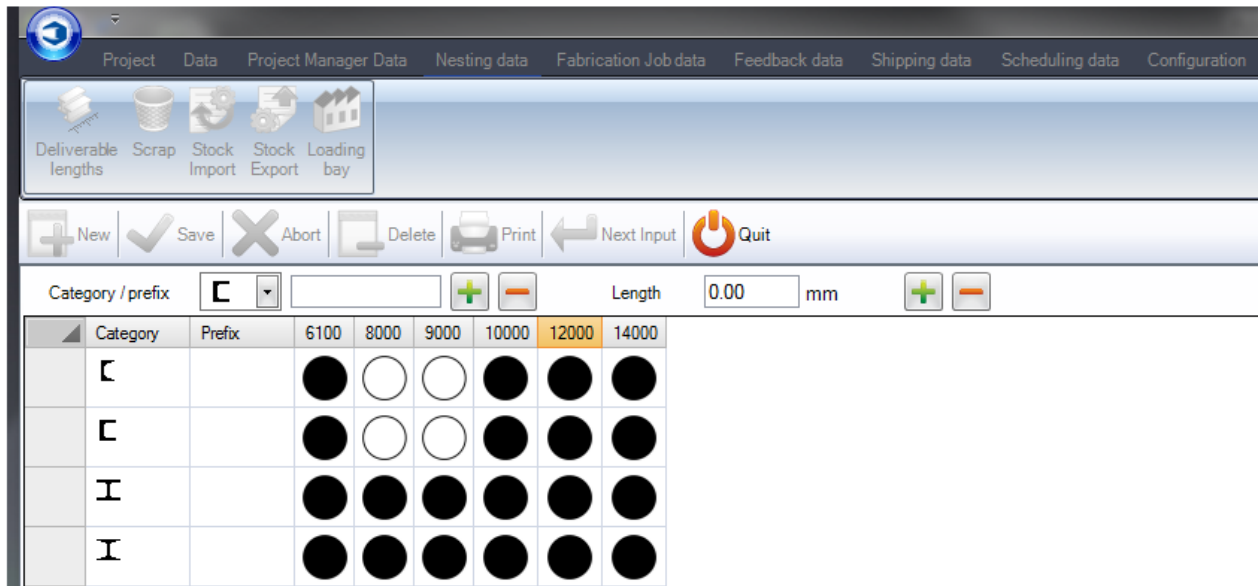 Project Data Project Manager Data Nesting data Fabrication Job data Feedback data Shipping data Scheduling data Configuration
Deliverable lengths Scrap Stock Import Stock Export Loading bay
New Save Abort Delete Print Next Input Quit
Category / prefix Length 0.00 mm
Category Prefix 6100 8000 9000 10000 12000 14000